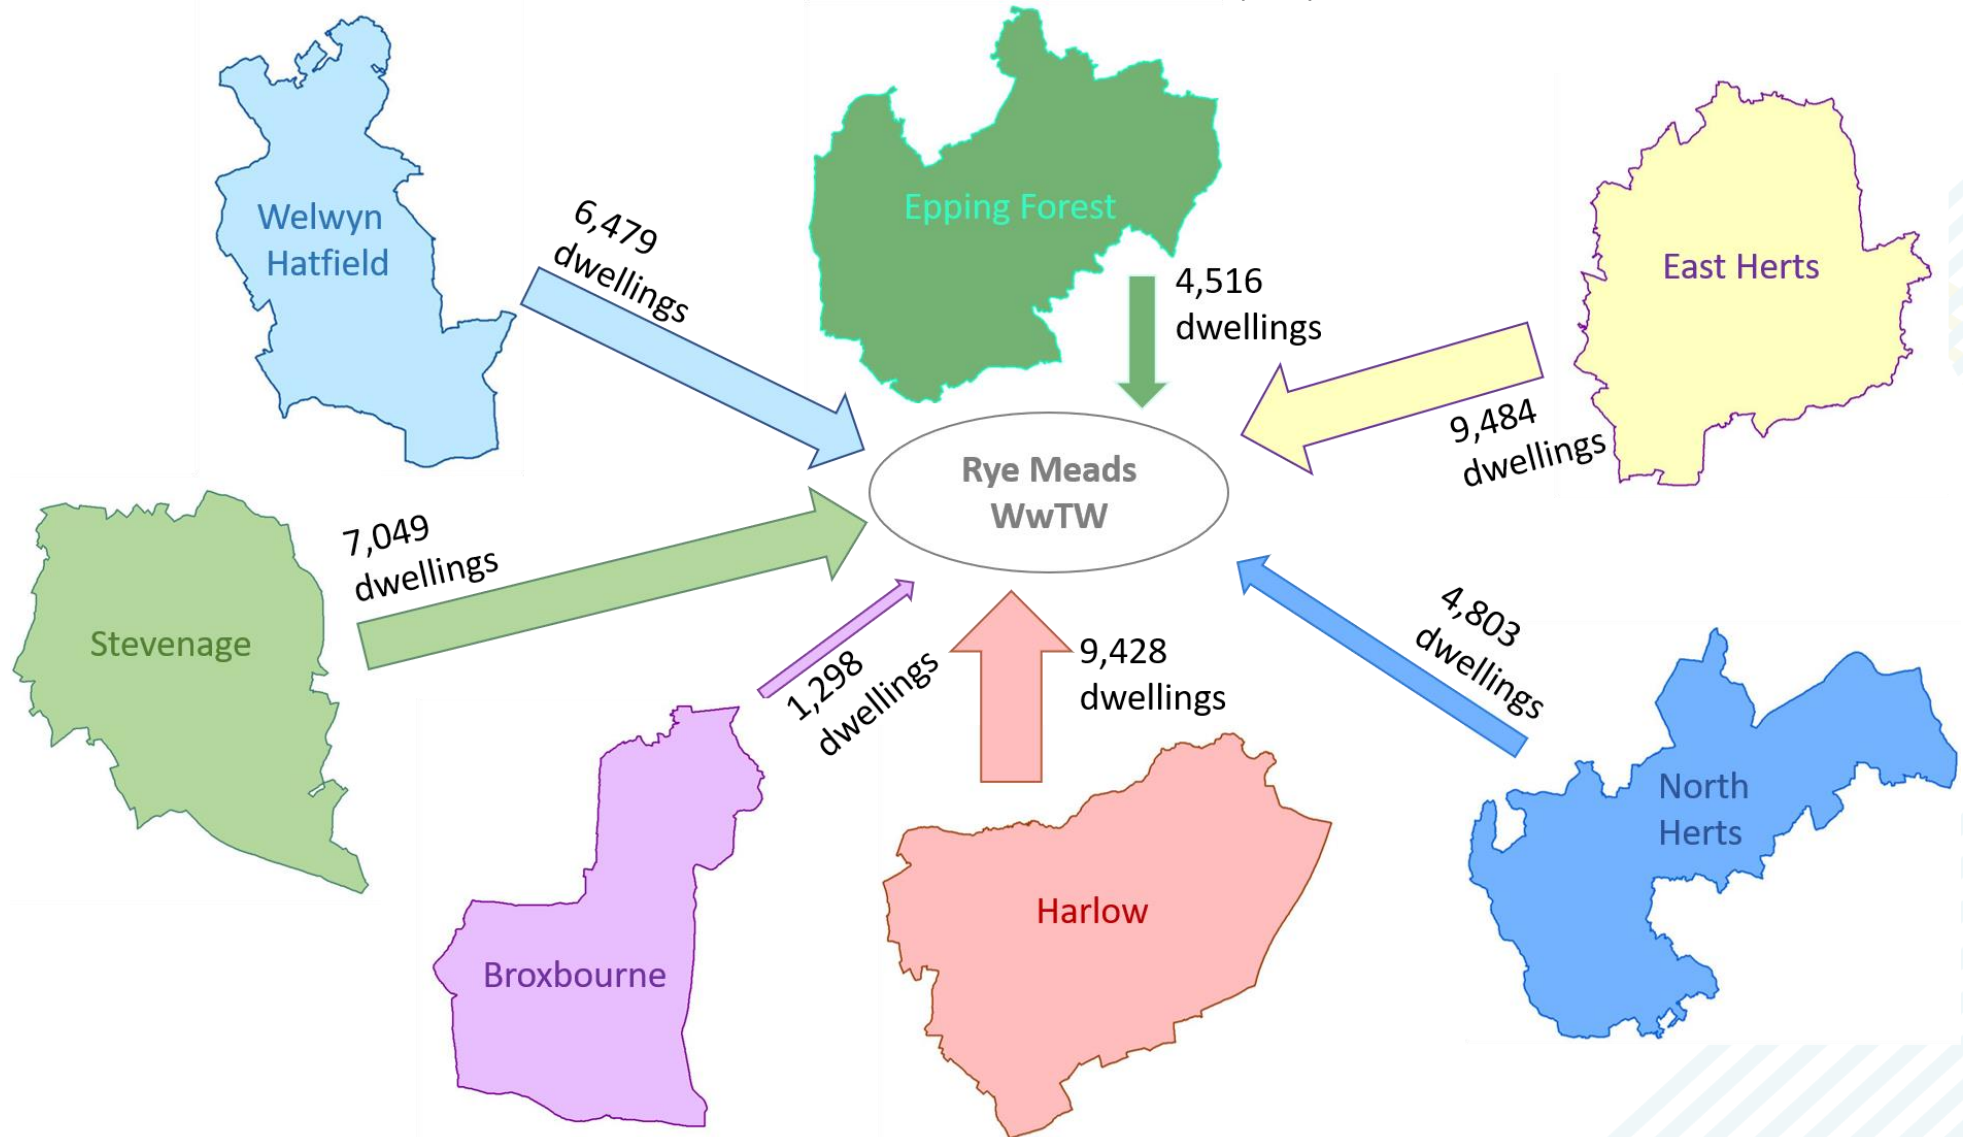 Welwyn
Hatfield
6,479
dwellings
Epping Forest
4,516
dwellings
East Herts
9,484
dwellings
Rye Meads
WwTW
7,049
dwellings
Stevenage
1,298
dwellings
9,428
dwellings
4,803
dwellings
North
Herts
Harlow
Broxbourne